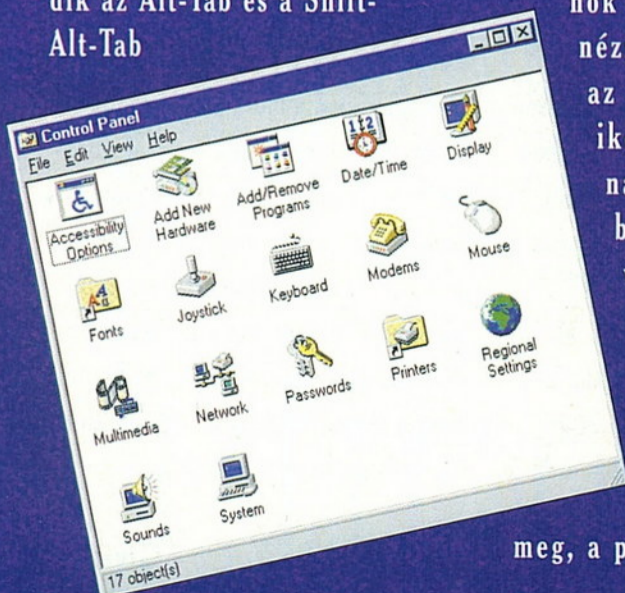 dik az Alt-Tab és a Shift-
Alt-Tab
Control Panel
File Edit View Help
Accessibility
Options
Add New
Hardware
Add/Remove
Programs
Date/Time
Display
Fonts
Joystick
Keyboard
Modems
Mouse
Multimedia
Network
Passwords
Printers
Regional
Settings
Sounds
System
17 object(s)
nok
néz
az
ik
meg, a p